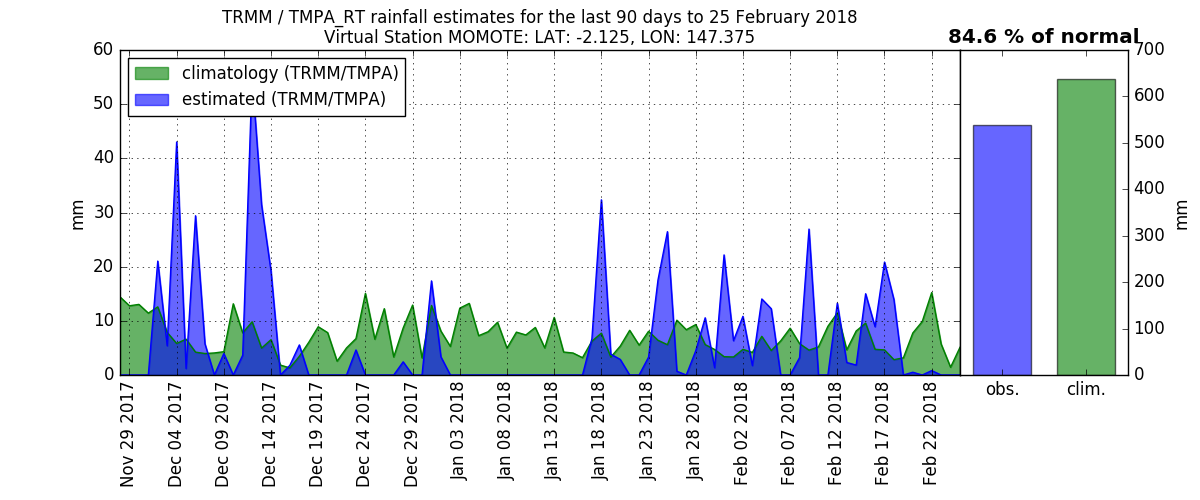 TRMM / TMPA_RT rainfall estimates for the last 90 days to 25 February 2018
Virtual Station MOMOTE: LAT: -2.125, LON: 147.375
84.6 % of normal
climatology (TRMM/TMPA)
estimated (TRMM/TMPA)
60
50
40
30
20
10
0
mm
700
600
500
400
300
200
100
0
mm
Nov 29 2017
Dec 04 2017
Dec 09 2017
Dec 14 2017
Dec 19 2017
Dec 24 2017
Dec 29 2017
Jan 03 2018
Jan 08 2018
Jan 13 2018
Jan 18 2018
Jan 23 2018
Jan 28 2018
Feb 02 2018
Feb 07 2018
Feb 12 2018
Feb 17 2018
Feb 22 2018
obs.
clim.